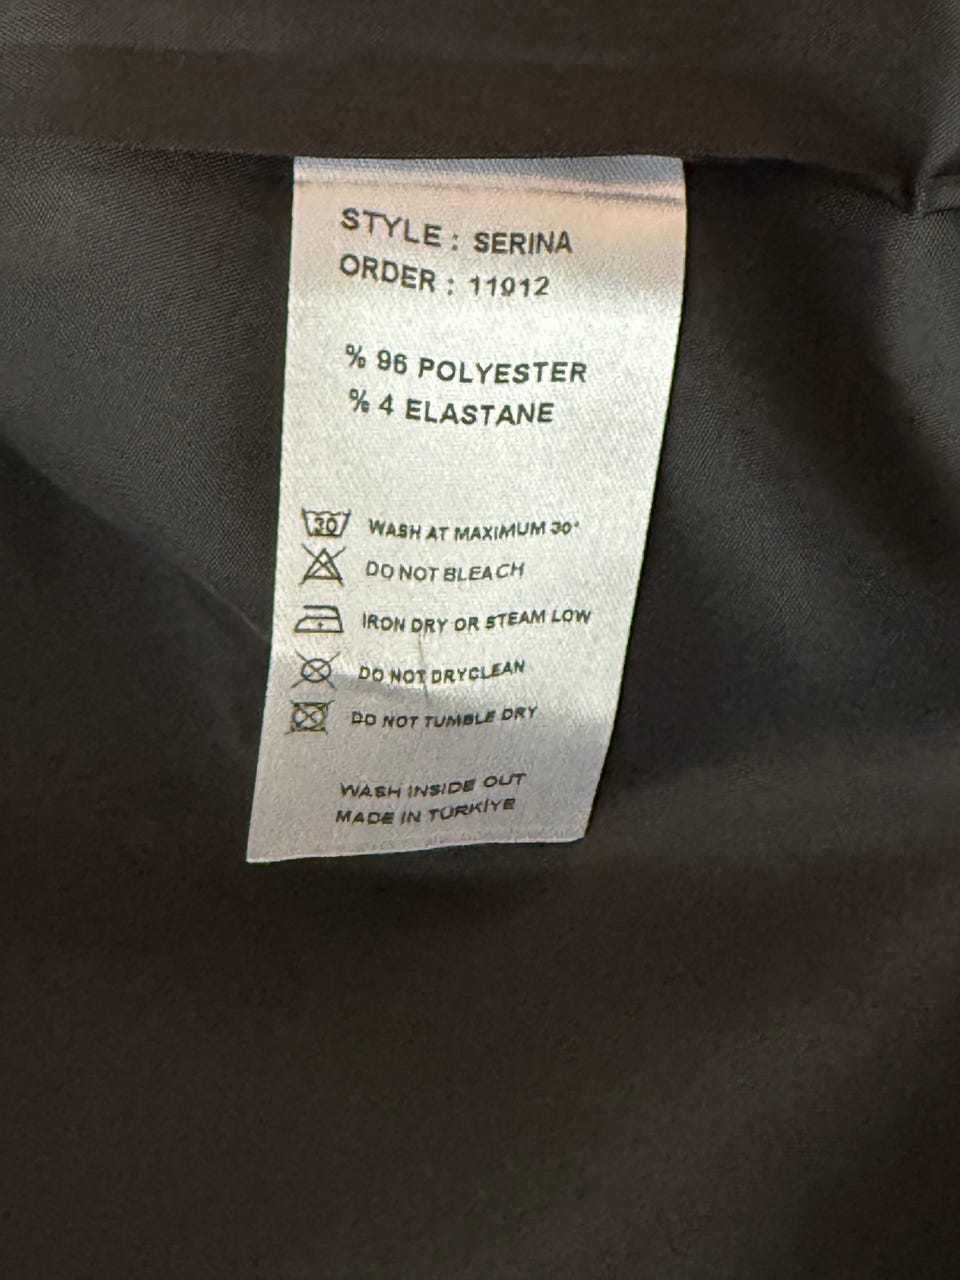 STYLE : SERINA
ORDER : 11912
% 96 POLYESTER
% 4 ELASTANE
30 WASH AT MAXIMUM 30°
DO NOT BLEACH
IRON DRY OR STEAM LOW
DO NOT DRYCLEAN
DO NOT TUMBLE DRY
WASH INSIDE OUT
MADE IN TÜRKİYE